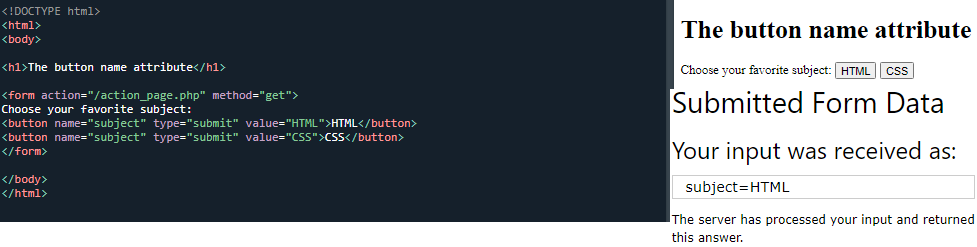 <!DOCTYPE html>
<html>
<body>
<h1>The button name attribute</h1>
<form action="/action_page.php" method="get">
Choose your favorite subject:
<button name="subject" type="submit" value="HTML">HTML</button>
<button name="subject" type="submit" value="CSS">CSS</button>
</form>
</body>
</html>
The button name attribute
Choose your favorite subject: HTML CSS
Submitted Form Data
Your input was received as:
subject=HTML
The server has processed your input and returned
this answer.